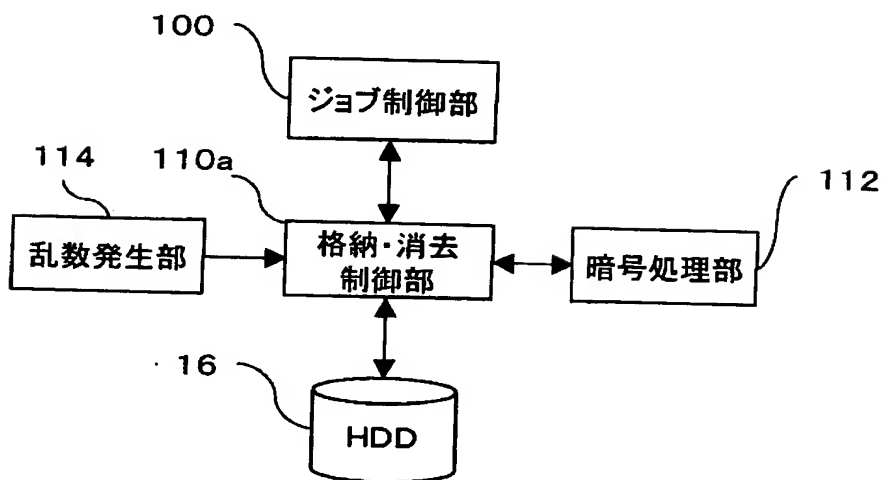 100
ジョブ制御部
114
110a
112
乱数発生部
格納・消去
制御部
暗号処理部
16
HDD